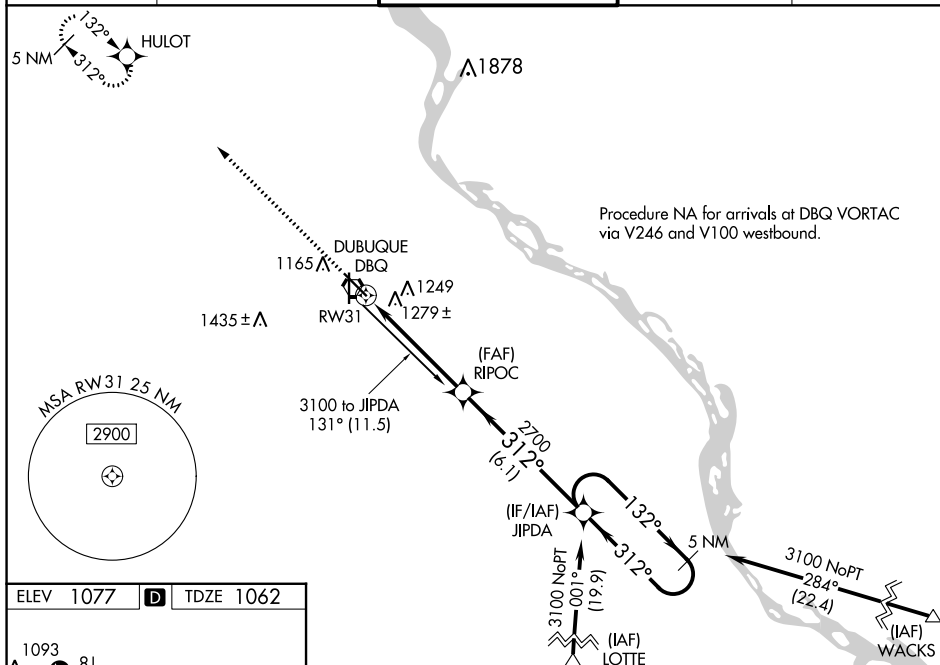 132°
HULOT
5 NM
312°
1878
Procedure NA for arrivals at DBQ VORTAC
via V246 and V100 westbound.
DUBUQUE
DBQ
1165
1249
1279 ±
RW31
1435 ±
(FAF)
RIPOC
3100 to JIPDA
131° (11.5)
MSA RW31 25 NM
2900
2700
312°
(6.1)
(IF/IAF)
JIPDA
132°
312°
5 NM
3100 NoPT
284°
(22.4)
(IAF)
WACKS
3100 NoPT
001°
(19.9)
(IAF)
LOTTE
ELEV 1077 D TDZE 1062
1093